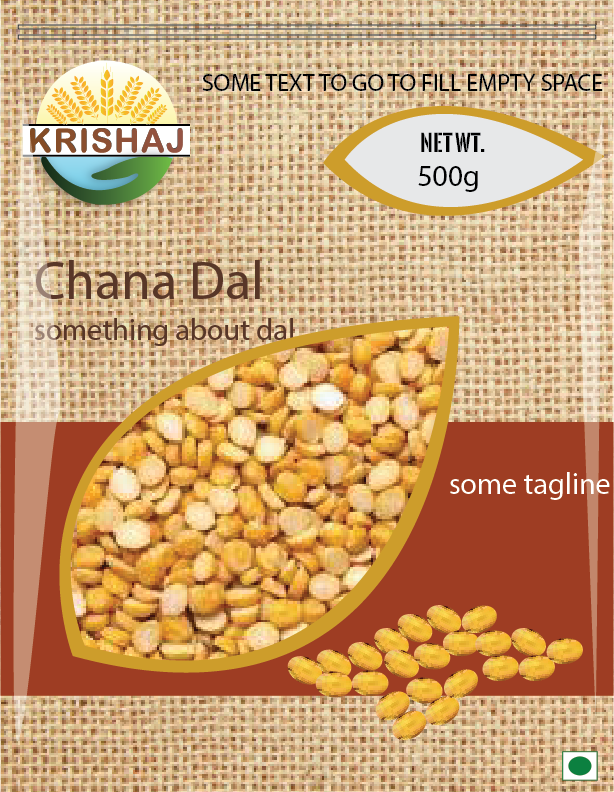 SOME TEXT TO GO TO FILL EMPTY SPACE
KRISHAJ
NET WT.
500g
Chana Dal
something about dal
some tagline